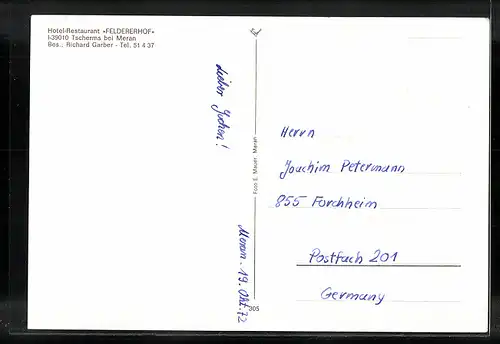 Hotel-Restaurant «FELDERERHOF»
I-39010 Tscherms bei Meran
Bes.: Richard Garber - Tel. 51 4 37
Lieber Jochen!
Meran, 19. Okt. 72
Foto E. Mauer, Meran
305
Herrn
Joachim Petermann
855 Forchheim
Postfach 201
Germany